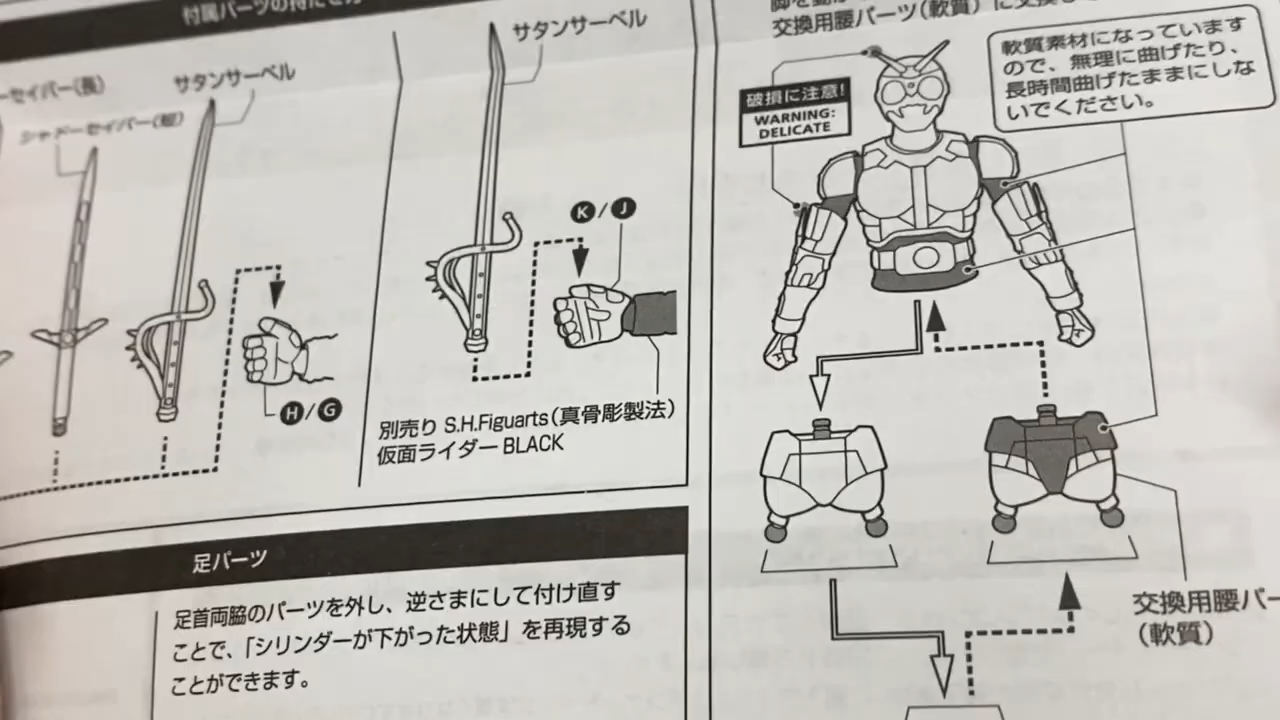 付属パーツの持たせ方
ーセイバー(長)
シャドーセイバー(短)
サタンサーベル
サタンサーベル
H/G
K/J
別売り S.H.Figuarts(真骨彫製法)
仮面ライダー BLACK
足パーツ
足首両脇のパーツを外し、逆さまにして付け直す
ことで、「シリンダーが下がった状態」を再現する
ことができます。
交換用腰パーツ(軟質)に交換し
破損に注意!
WARNING:
DELICATE
軟質素材になっています
ので、無理に曲げたり、
長時間曲げたままにしな
いでください。
交換用腰パー
(軟質)